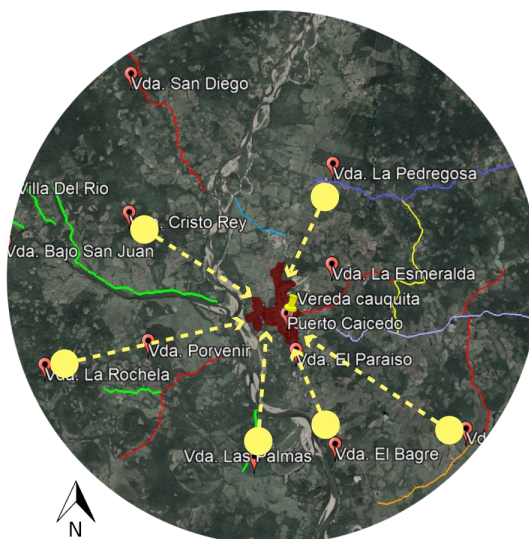 Vda. San Diego
Vda. La Pedregosa
Villa Del Rio
Cristo Rey
Vda. Bajo San Juan
Vda. La Esmeralda
Vereda cauquita
Puerto Caicedo
Vda. Porvenir
Vda. El Paraiso
Vda. La Rochela
Vda. Las Palmas
Vda. El Bagre
Vd
N